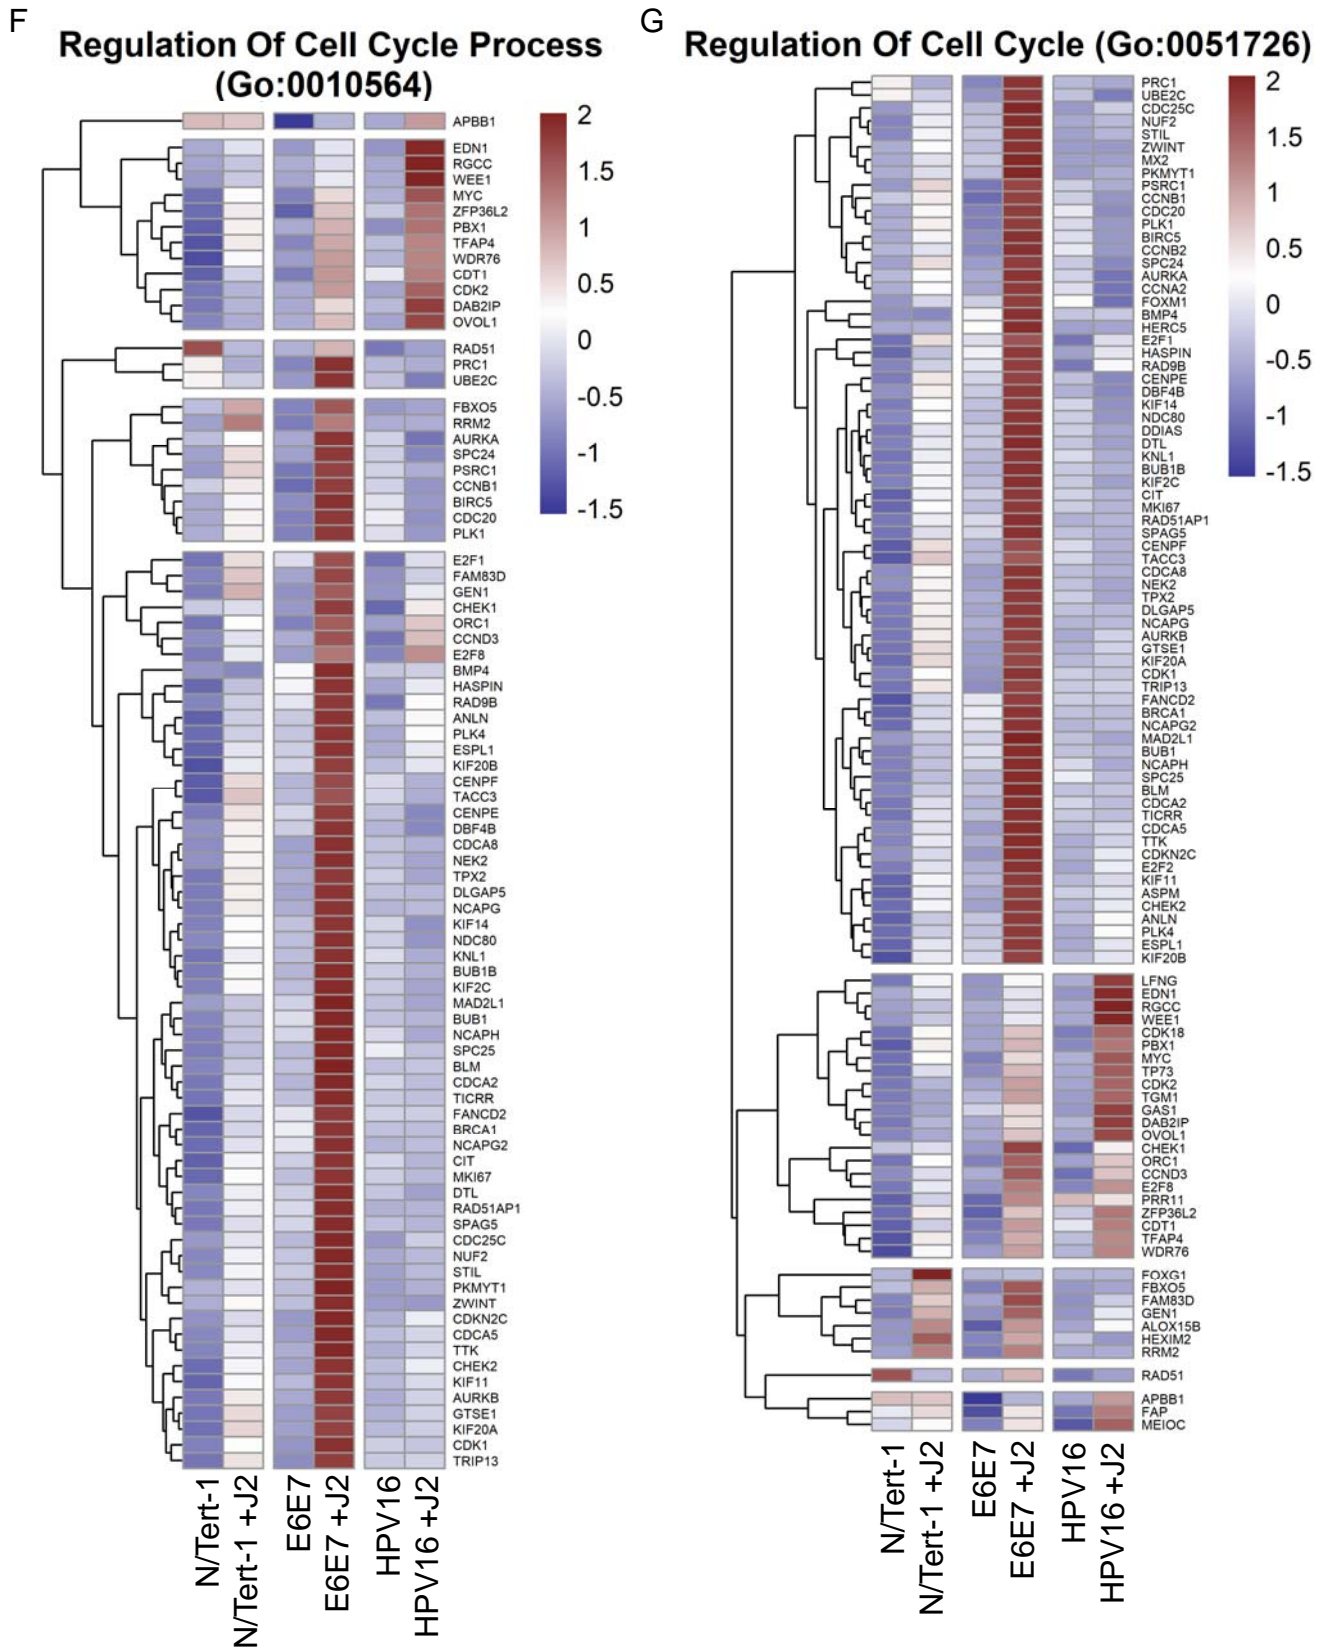 F
Regulation Of Cell Cycle Process
(Go:0010564)
2
1.5
1
0.5
0
-0.5
-1
-1.5
APBB1
EDN1
RGCC
WEE1
MYC
ZFP36L2
PBX1
TFAP4
WDR76
CDT1
CDK2
DAB2IP
OVOL1
RAD51
PRC1
UBE2C
FBXO5
RRM2
AURKA
SPC24
PSRC1
CCNB1
BIRC5
CDC20
PLK1
E2F1
FAM83D
GEN1
CHEK1
ORC1
CCND3
E2F8
BMP4
HASPIN
RAD9B
ANLN
PLK4
ESPL1
KIF20B
CENPF
TACC3
CENPE
DBF4B
CDCA8
NEK2
TPX2
DLGAP5
NCAPG
KIF14
NDC80
KNL1
BUB1B
KIF2C
MAD2L1
BUB1
NCAPH
SPC25
BLM
CDCA2
TICRR
FANCD2
BRCA1
NCAPG2
CIT
MKI67
DTL
RAD51AP1
SPAG5
CDC25C
NUF2
STIL
PKMYT1
ZWINT
CDKN2C
CDCA5
TTK
CHEK2
KIF11
AURKB
GTSE1
KIF20A
CDK1
TRIP13
N/Tert-1
N/Tert-1 +J2
E6E7
E6E7 +J2
HPV16
HPV16 +J2
G
Regulation Of Cell Cycle (Go:0051726)
2
1.5
1
0.5
0
-0.5
-1
-1.5
PRC1
UBE2C
CDC25C
NUF2
STIL
ZWINT
MX2
PKMYT1
PSRC1
CCNB1
CDC20
PLK1
BIRC5
CCNB2
SPC24
AURKA
CCNA2
FOXM1
BMP4
HERC5
E2F1
HASPIN
RAD9B
CENPE
DBF4B
KIF14
NDC80
DDIAS
DTL
KNL1
BUB1B
KIF2C
CIT
MKI67
RAD51AP1
SPAG5
CENPF
TACC3
CDCA8
NEK2
TPX2
DLGAP5
NCAPG
AURKB
GTSE1
KIF20A
CDK1
TRIP13
FANCD2
BRCA1
NCAPG2
MAD2L1
BUB1
NCAPH
SPC25
BLM
CDCA2
TICRR
CDCA5
TTK
CDKN2C
E2F2
KIF11
ASPM
CHEK2
ANLN
PLK4
ESPL1
KIF20B
LFNG
EDN1
RGCC
WEE1
CDK18
PBX1
MYC
TP73
CDK2
TGM1
GAS1
DAB2IP
OVOL1
CHEK1
ORC1
CCND3
E2F8
PRR11
ZFP36L2
CDT1
TFAP4
WDR76
FOXG1
FBXO5
FAM83D
GEN1
ALOX15B
HEXIM2
RRM2
RAD51
APBB1
FAP
MEIOC
N/Tert-1
N/Tert-1 +J2
E6E7
E6E7 +J2
HPV16
HPV16 +J2